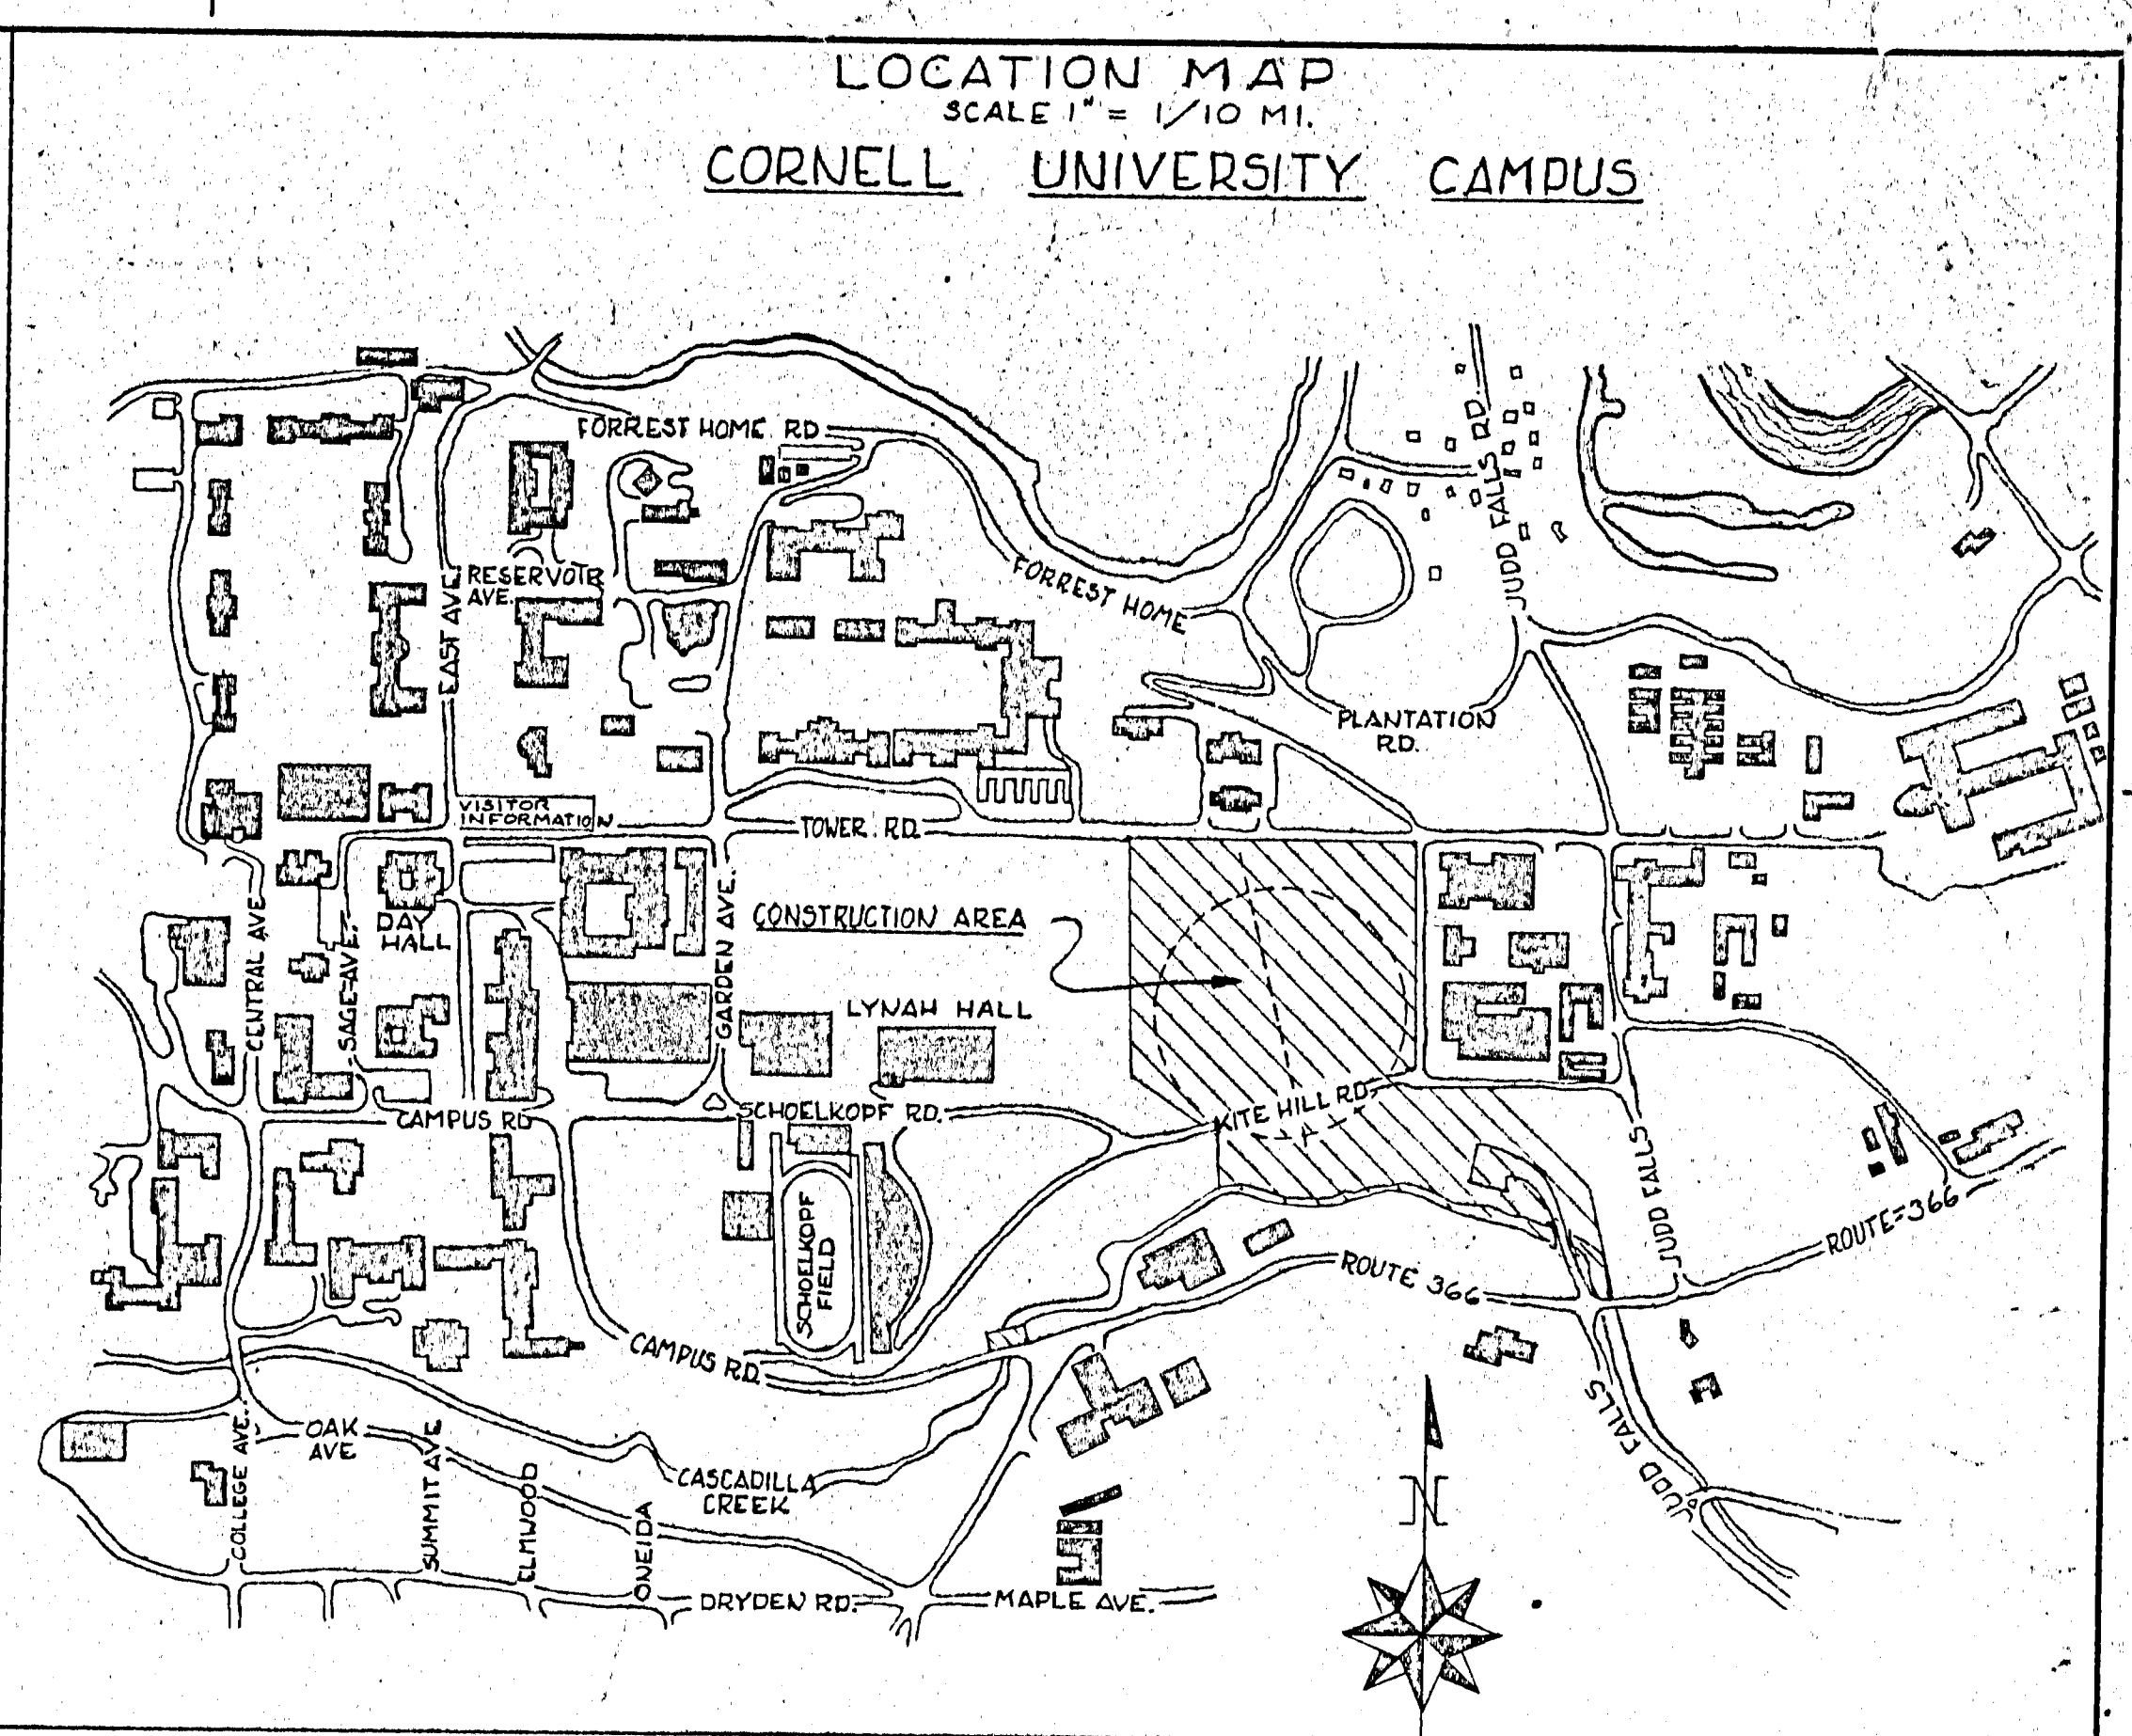 LOCATION MAP
SCALE 1" = 1/10 MI.
CORNELL UNIVERSITY CAMPUS
FORREST HOME RD
JUDD FALLS RD.
RESERVOIR
AVE.
EAST AVE
FORREST HOME
PLANTATION
RD.
VISITOR
INFORMATION
TOWER RD.
DAY
HALL
CENTRAL AVE
SAGE AVE.
GARDEN AVE.
CONSTRUCTION AREA
LYNAH HALL
CAMPUS RD
SCHOELKOPF RD.
KITE HILL RD.
JUDD FALLS
ROUTE 366
SCHOELKOPF
FIELD
ROUTE 366
CAMPUS RD.
JUDD FALLS
OAK
AVE
COLLEGE AVE.
SUMMIT AVE
ELMWOOD
ONEIDA
CASCADILLA
CREEK
N
DRYDEN RD.
MAPLE AVE.